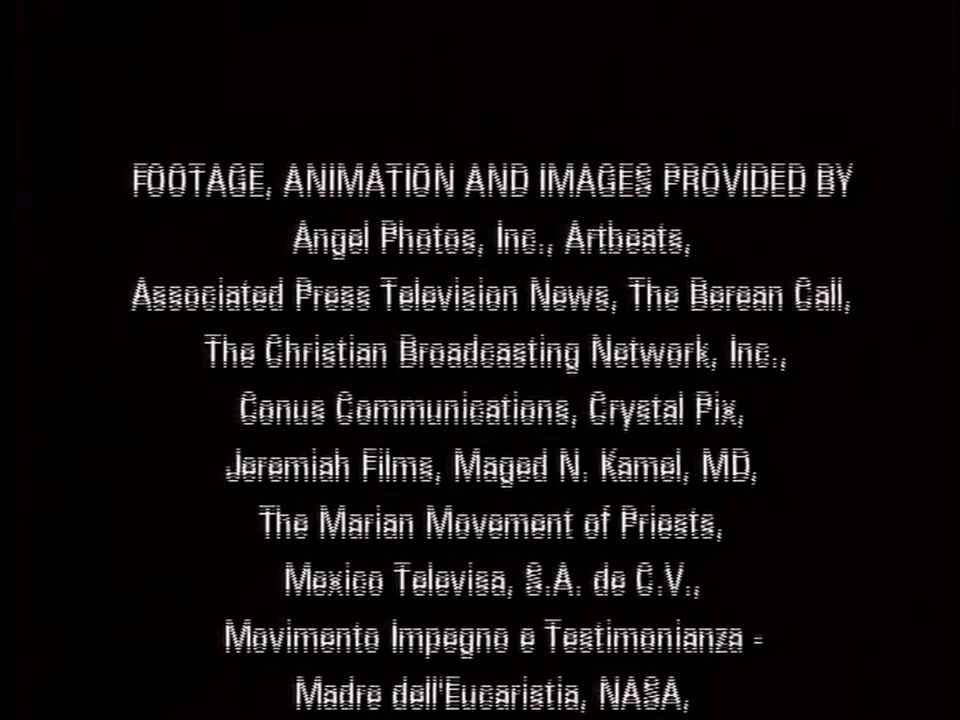 FOOTAGE, ANIMATION AND IMAGES PROVIDED BY
Angel Photos, Inc., Artbeats,
Associated Press Television News, The Berean Call,
The Christian Broadcasting Network, Inc.,
Conus Communications, Crystal Pix,
Jeremiah Films, Maged N. Kamel, MD,
The Marian Movement of Priests,
Mexico Televisa, S.A. de C.V.,
Movimento Impegno e Testimonianza -
Madre dell'Eucaristia, NASA,